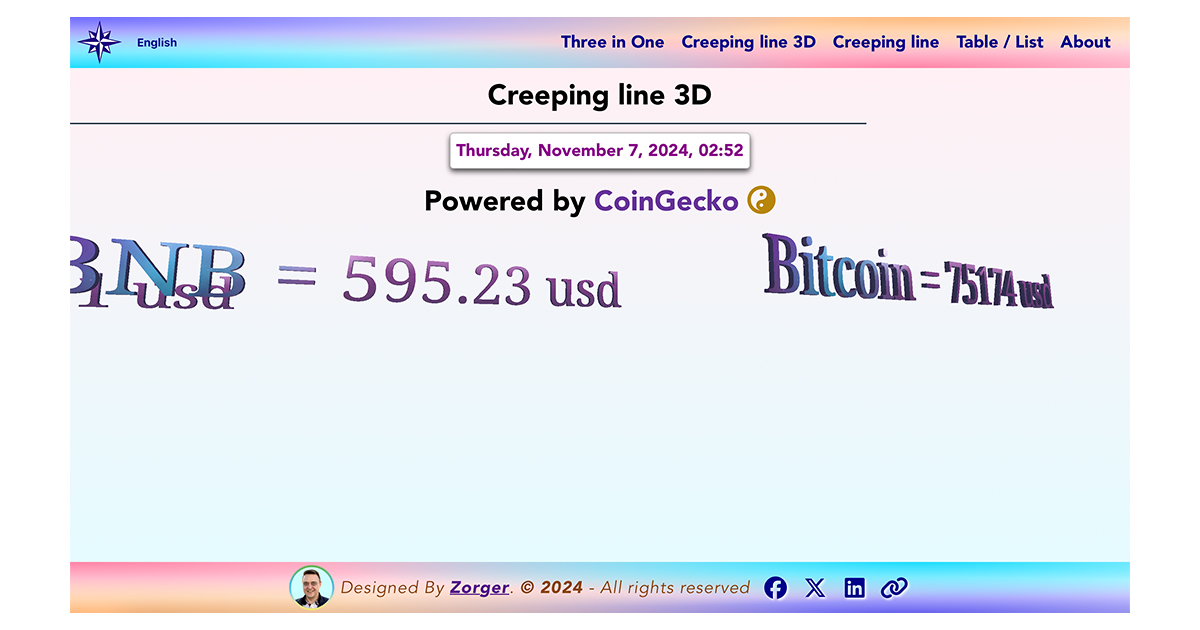 English
Three in One Creeping line 3D Creeping line Table / List About
Creeping line 3D
Thursday, November 7, 2024, 02:52
Powered by CoinGecko
BNB = 595.23 usd
1 usd
Bitcoin = 75174 usd
Designed By Zorger. © 2024 - All rights reserved